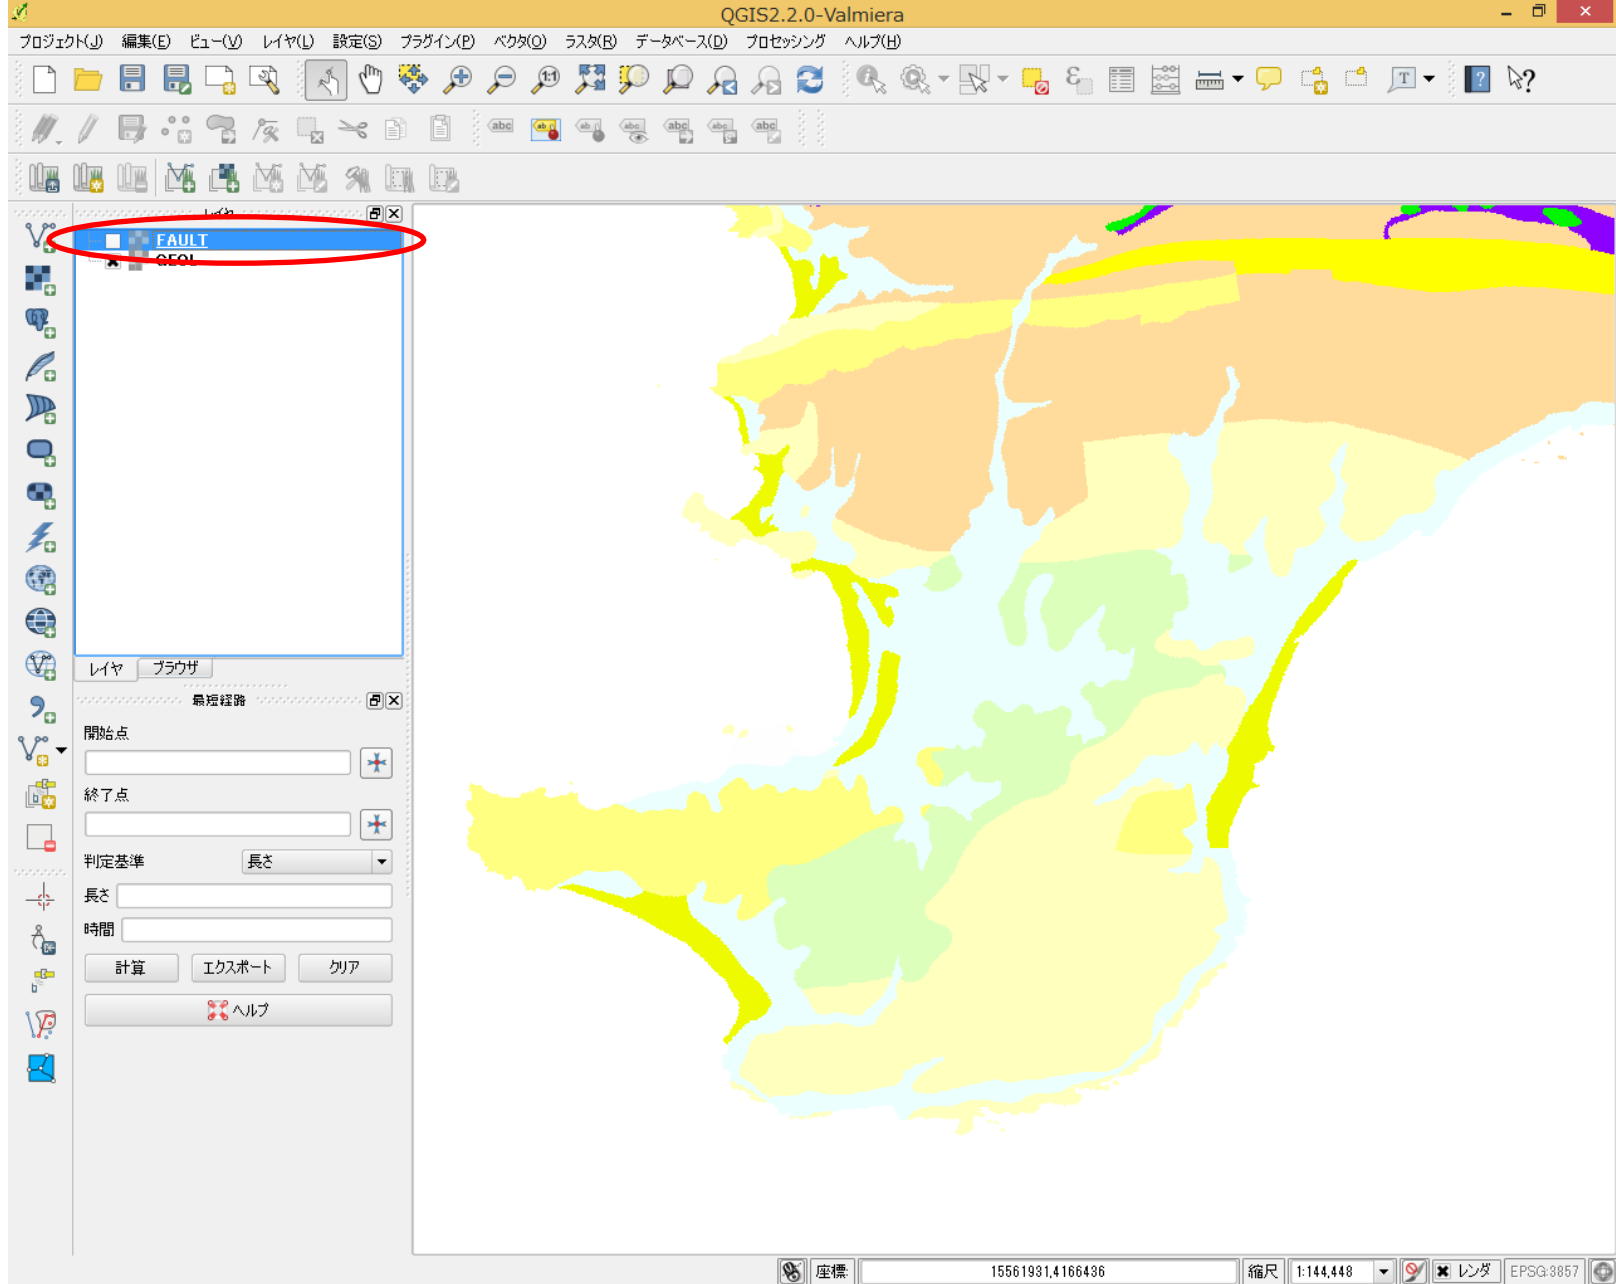 QGIS2.2.0-Valmiera
プロジェクト(J) 編集(E) ビュー(V) レイヤ(L) 設定(S) プラグイン(P) ベクタ(O) ラスタ(R) データベース(D) プロセッシング ヘルプ(H)
レイヤ
FAULT
GEOL
レイヤ ブラウザ
最短経路
開始点
終了点
判定基準 長さ
長さ
時間
計算 エクスポート クリア
ヘルプ
座標: 15561931,4166436 縮尺 1:144,448 レンダ EPSG:3857